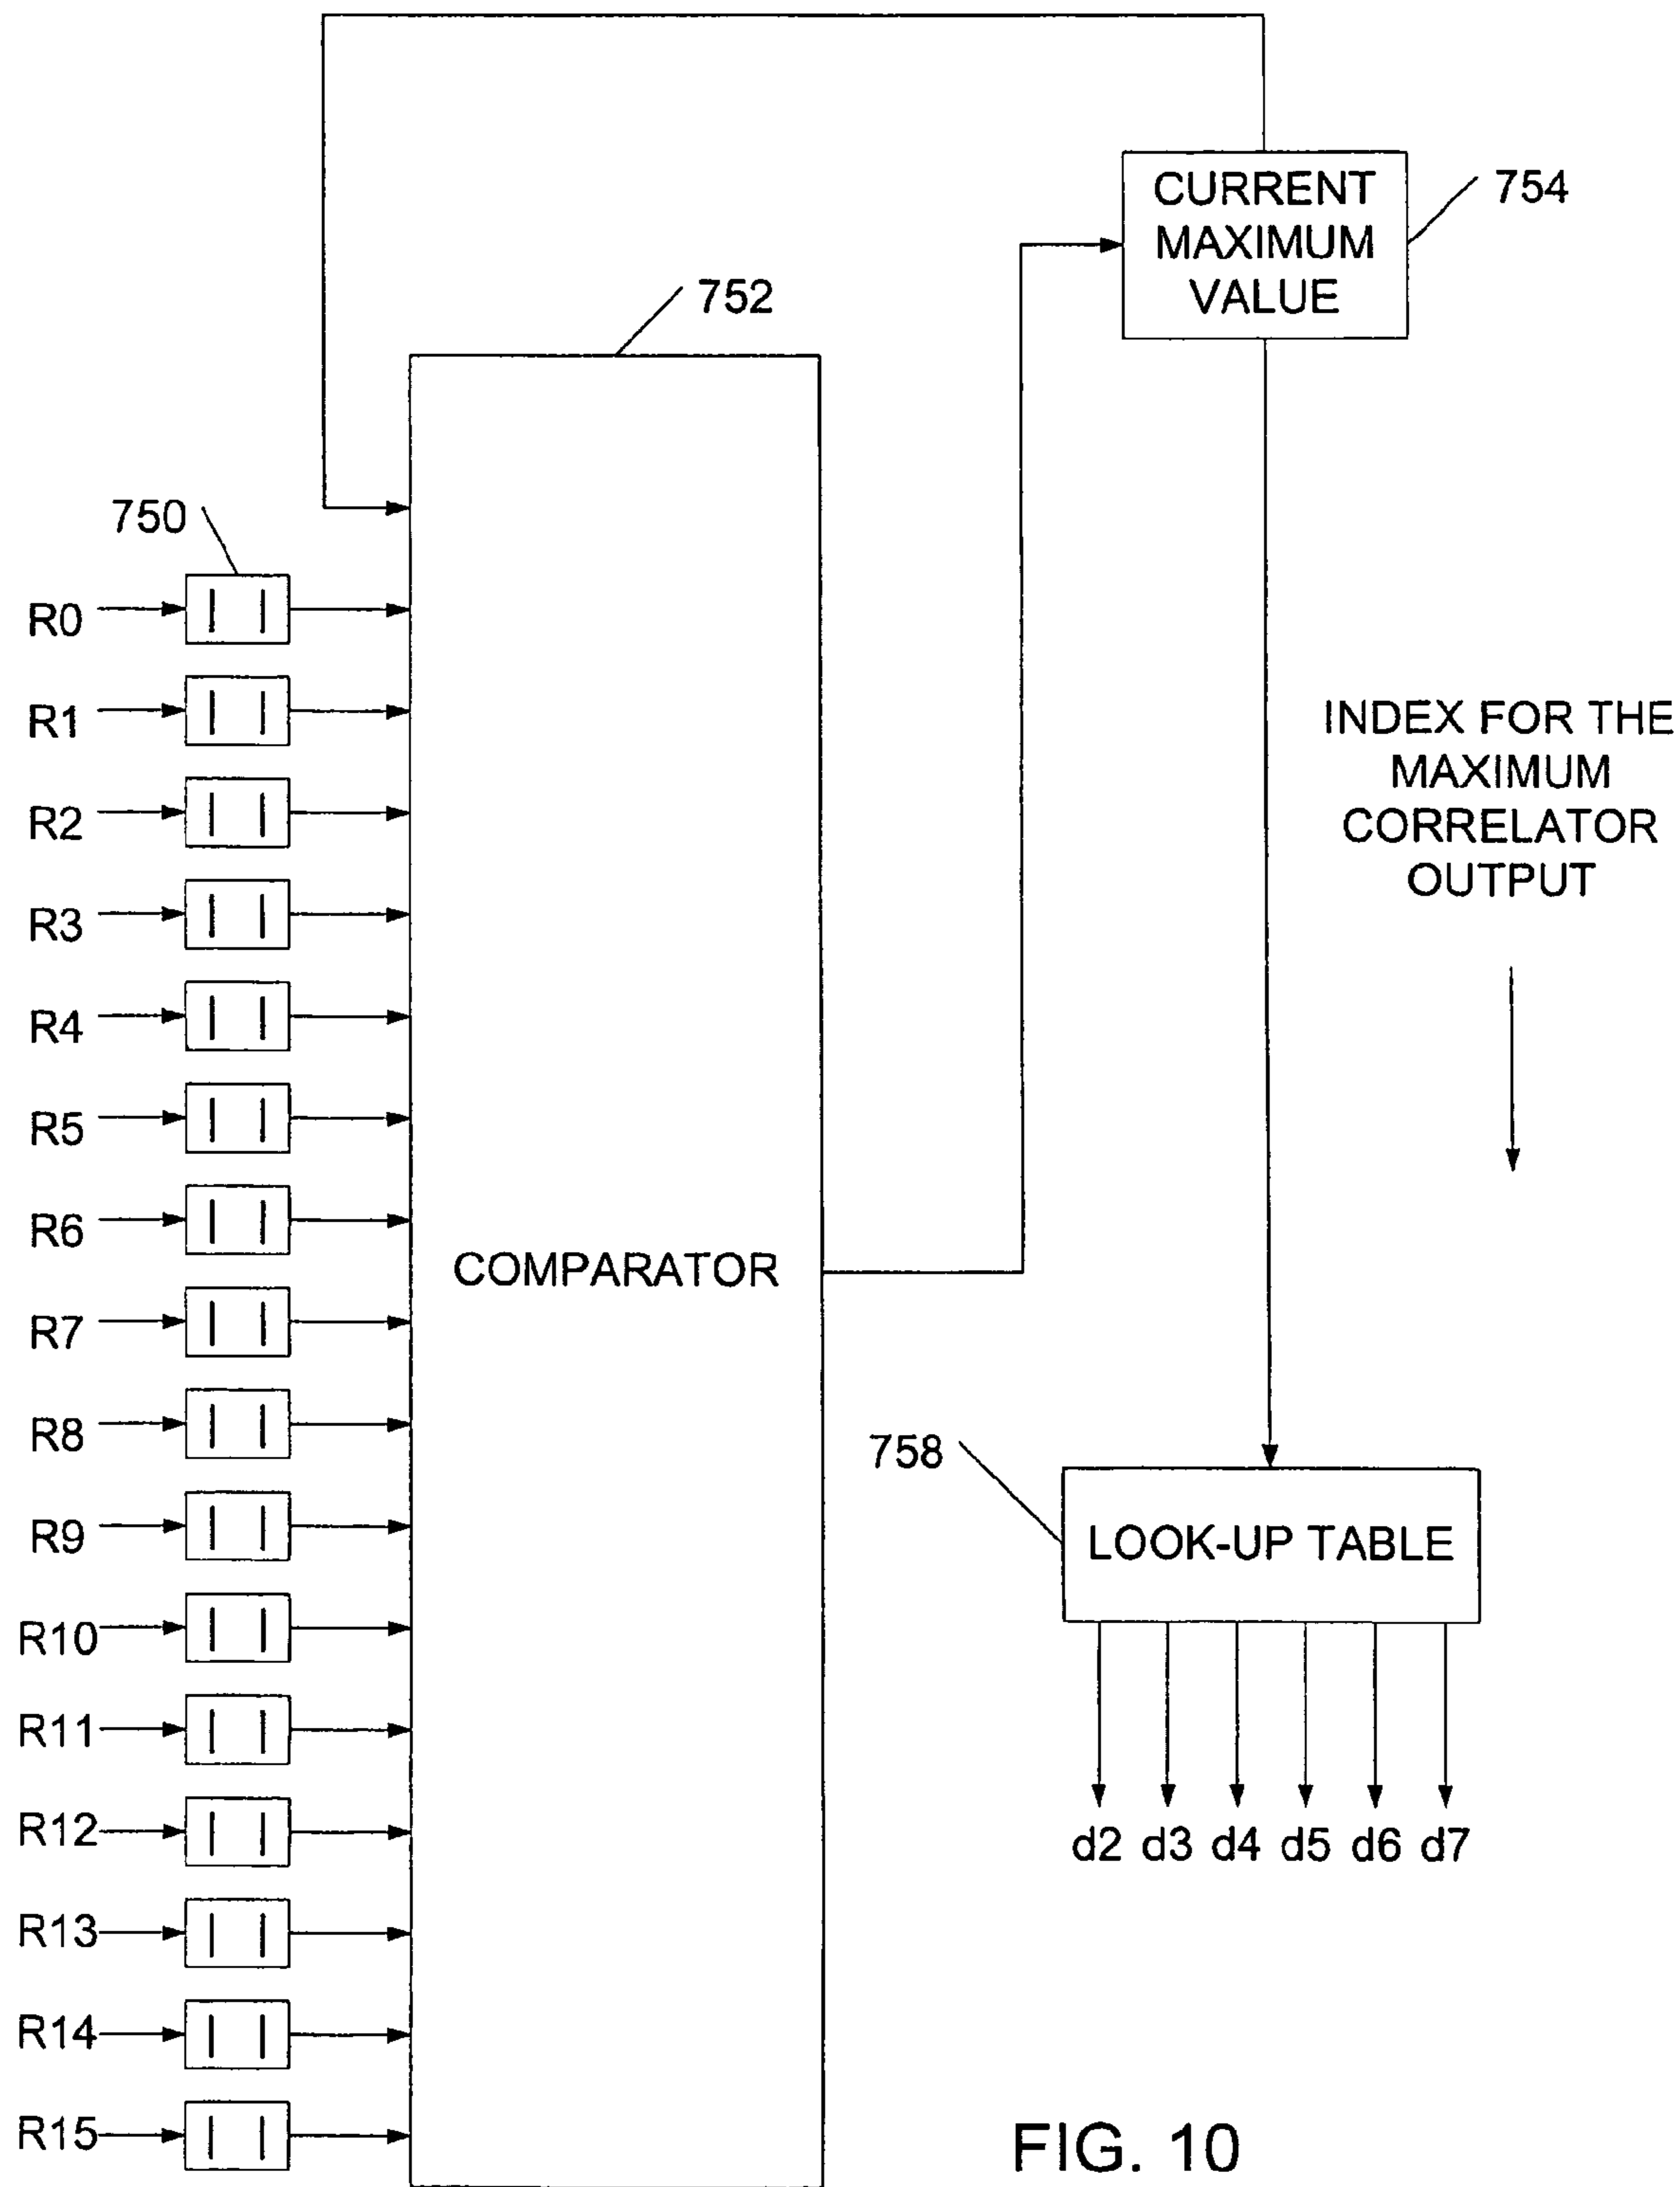 CURRENT
MAXIMUM
VALUE
754
752
750
R0
R1
R2
R3
R4
R5
R6
R7
R8
R9
R10
R11
R12
R13
R14
R15
COMPARATOR
INDEX FOR THE
MAXIMUM
CORRELATOR
OUTPUT
758
LOOK-UP TABLE
d2 d3 d4 d5 d6 d7
FIG. 10